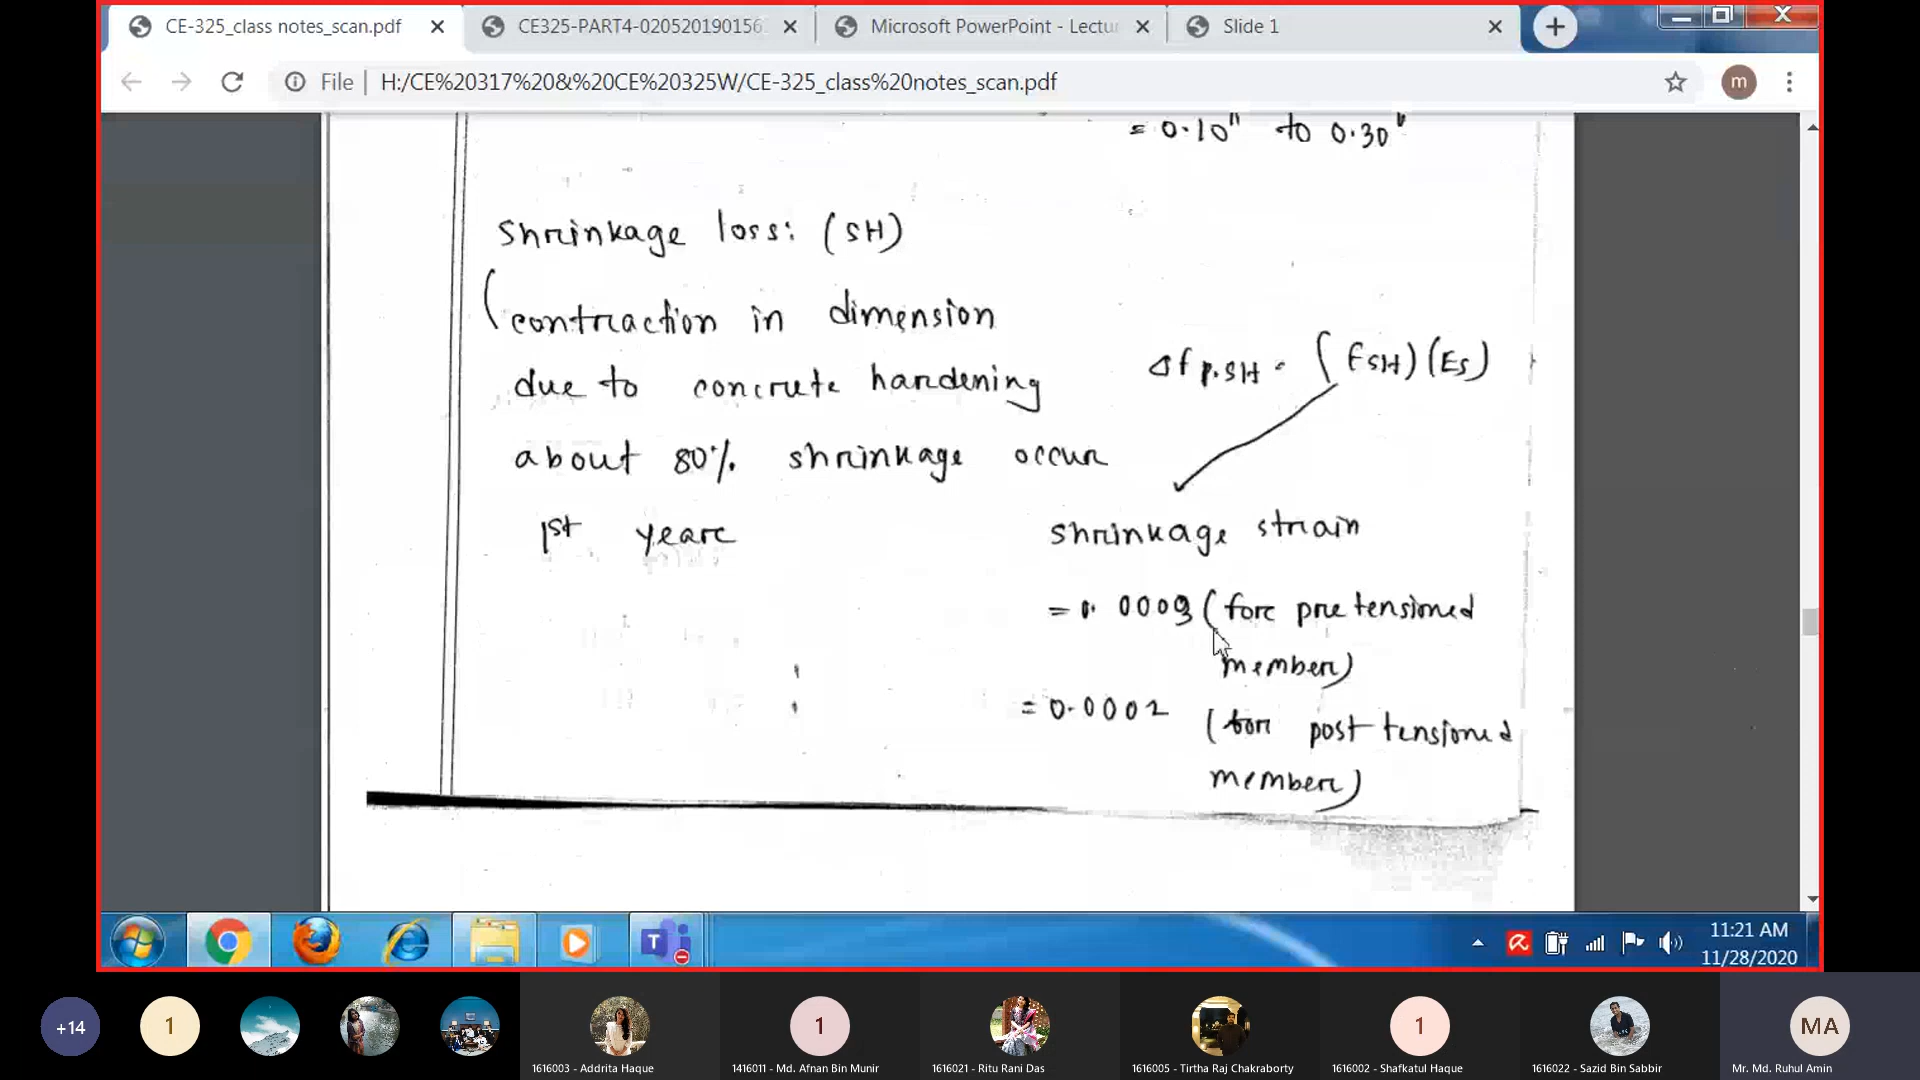 CE-325_class notes_scan.pdf
CE325-PART4-020520190156
Microsoft PowerPoint - Lectu
Slide 1
File | H:/CE%20317%20&%20CE%20325W/CE-325_class%20notes_scan.pdf
m
= 0.10" to 0.30"
Shrinkage loss: (SH)
(contraction in dimension
due to concrete hardening
about 80% shrinkage occur
1st year
Δf p.SH = (ESH)(ES)
shrinkage strain
= 0.0003 (for pretensioned
member)
= 0.0002 (for post tensioned
member)
11:21 AM
11/28/2020
+14
1
1616003 - Addrita Haque
1
1416011 - Md. Afnan Bin Munir
1616021 - Ritu Rani Das
1616005 - Tirtha Raj Chakraborty
1
1616002 - Shafkatul Haque
1616022 - Sazid Bin Sabbir
MA
Mr. Md. Ruhul Amin